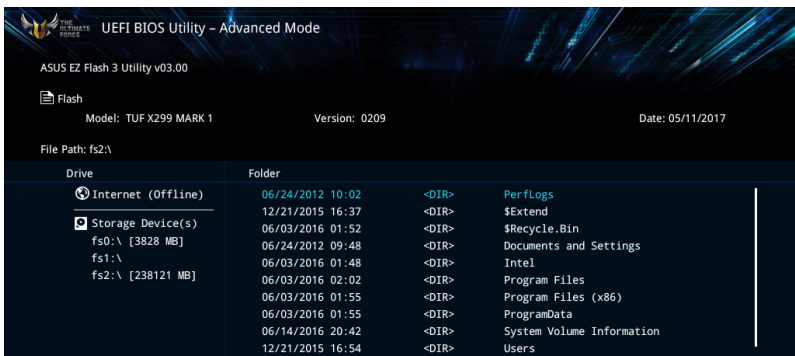 THE
ULTIMATE
FORCE
UEFI BIOS Utility – Advanced Mode
ASUS EZ Flash 3 Utility v03.00
Flash
Model: TUF X299 MARK 1 Version: 0209 Date: 05/11/2017
File Path: fs2:\
Drive Folder
Internet (Offline)
Storage Device(s)
fs0:\ [3828 MB]
fs1:\
fs2:\ [238121 MB]
06/24/2012 10:02 <DIR> PerfLogs
12/21/2015 16:37 <DIR> $Extend
06/03/2016 01:52 <DIR> $Recycle.Bin
06/24/2012 09:48 <DIR> Documents and Settings
06/03/2016 01:48 <DIR> Intel
06/03/2016 02:02 <DIR> Program Files
06/03/2016 01:55 <DIR> Program Files (x86)
06/03/2016 01:55 <DIR> ProgramData
06/14/2016 20:42 <DIR> System Volume Information
12/21/2015 16:54 <DIR> Users